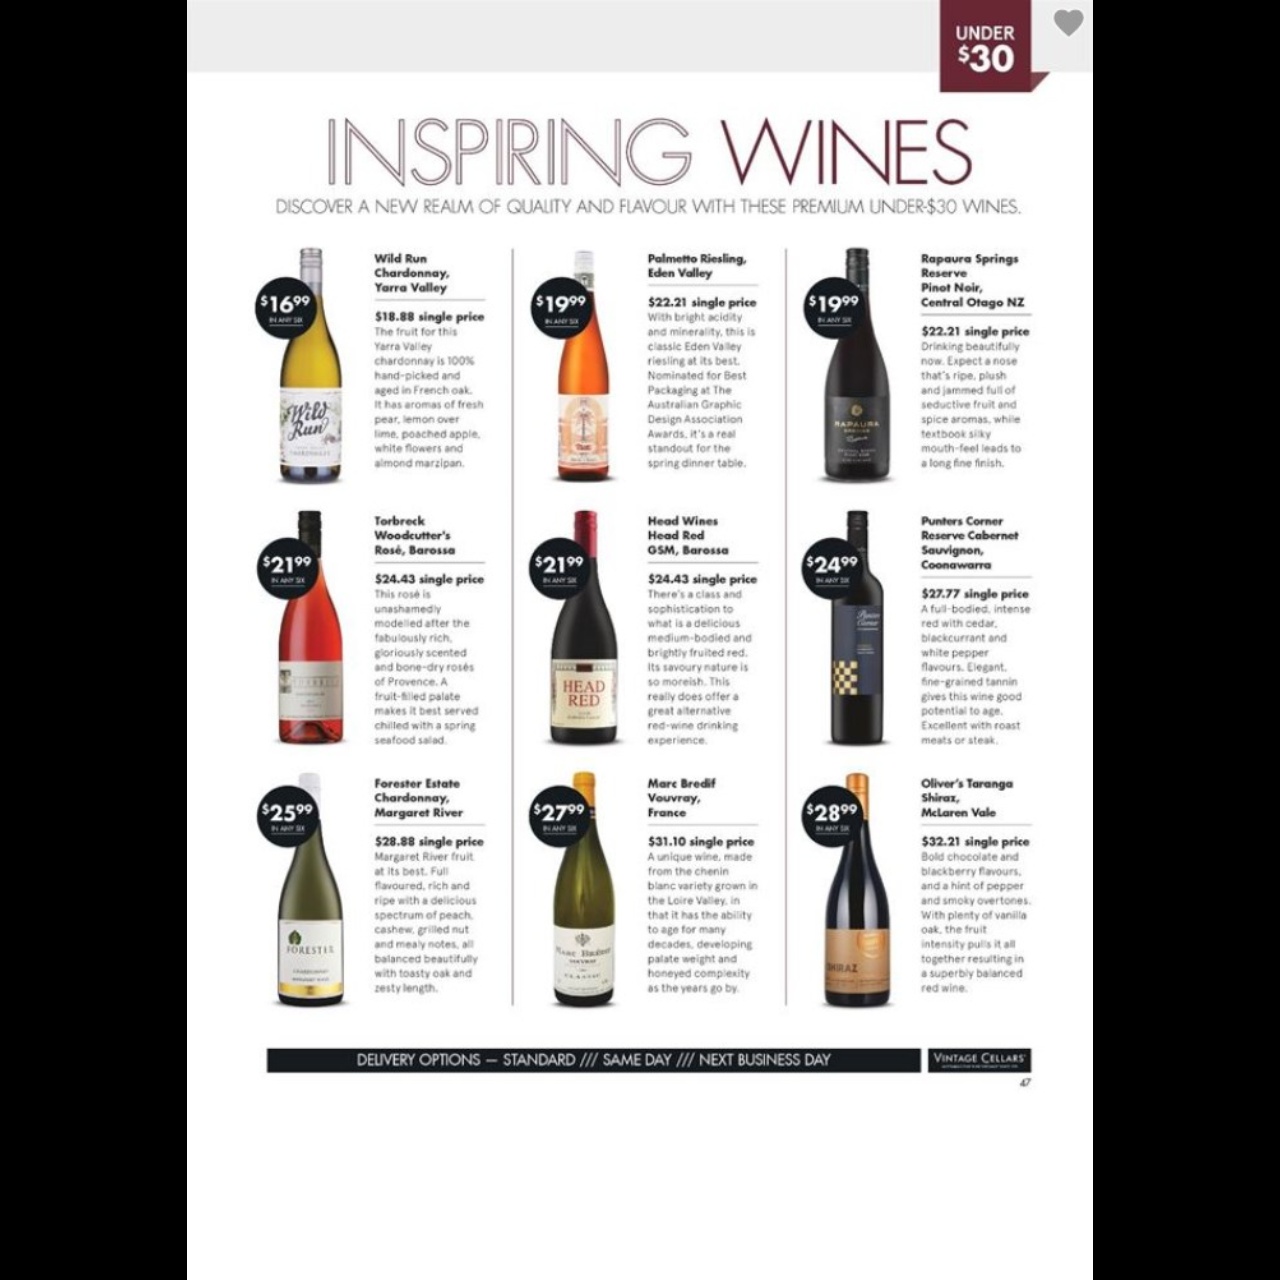 UNDER
$30
INSPIRING WINES
DISCOVER A NEW REALM OF QUALITY AND FLAVOUR WITH THESE PREMIUM UNDER-$30 WINES.
$16.99
IN ANY SIX
Wild Run
CHARDONNAY
Wild Run
Chardonnay,
Yarra Valley
$18.88 single price
The fruit for this
Yarra Valley
chardonnay is 100%
hand-picked and
aged in French oak.
It has aromas of fresh
pear, lemon over
lime, poached apple,
white flowers and
almond marzipan.
$19.99
IN ANY SIX
Palmetto Riesling,
Eden Valley
$22.21 single price
With bright acidity
and minerality, this is
classic Eden Valley
riesling at its best.
Nominated for Best
Packaging at The
Australian Graphic
Design Association
Awards, it's a real
standout for the
spring dinner table.
$19.99
IN ANY SIX
RAPAURA
SPRINGS
Rapaura Springs
Reserve
Pinot Noir,
Central Otago NZ
$22.21 single price
Drinking beautifully
now. Expect a nose
that's ripe, plush
and jammed full of
seductive fruit and
spice aromas, while
textbook silky
mouth-feel leads to
a long fine finish.
$21.99
IN ANY SIX
TORBRECK
Torbreck
Woodcutter's
Rosé, Barossa
$24.43 single price
This rosé is
unashamedly
modelled after the
fabulously rich,
gloriously scented
and bone-dry rosés
of Provence. A
fruit-filled palate
makes it best served
chilled with a spring
seafood salad.
$21.99
IN ANY SIX
HEAD
RED
Head Wines
Head Red
GSM, Barossa
$24.43 single price
There's a class and
sophistication to
what is a delicious
medium-bodied and
brightly fruited red.
Its savoury nature is
so moreish. This
really does offer a
great alternative
red-wine drinking
experience.
$24.99
IN ANY SIX
Punters
Corner
Punters Corner
Reserve Cabernet
Sauvignon,
Coonawarra
$27.77 single price
A full-bodied, intense
red with cedar,
blackcurrant and
white pepper
flavours. Elegant,
fine-grained tannin
gives this wine good
potential to age.
Excellent with roast
meats or steak.
$25.99
IN ANY SIX
FORESTER
CHARDONNAY
Forester Estate
Chardonnay,
Margaret River
$28.88 single price
Margaret River fruit
at its best. Full
flavoured, rich and
ripe with a delicious
spectrum of peach,
cashew, grilled nut
and mealy notes, all
balanced beautifully
with toasty oak and
zesty length.
$27.99
IN ANY SIX
MARC BREDIF
VOUVRAY
CLASSIC
Marc Bredif
Vouvray,
France
$31.10 single price
A unique wine, made
from the chenin
blanc variety grown in
the Loire Valley, in
that it has the ability
to age for many
decades, developing
palate weight and
honeyed complexity
as the years go by.
$28.99
IN ANY SIX
SHIRAZ
Oliver's Taranga
Shiraz,
McLaren Vale
$32.21 single price
Bold chocolate and
blackberry flavours,
and a hint of pepper
and smoky overtones.
With plenty of vanilla
oak, the fruit
intensity pulls it all
together resulting in
a superbly balanced
red wine.
DELIVERY OPTIONS — STANDARD /// SAME DAY /// NEXT BUSINESS DAY
VINTAGE CELLARS
47